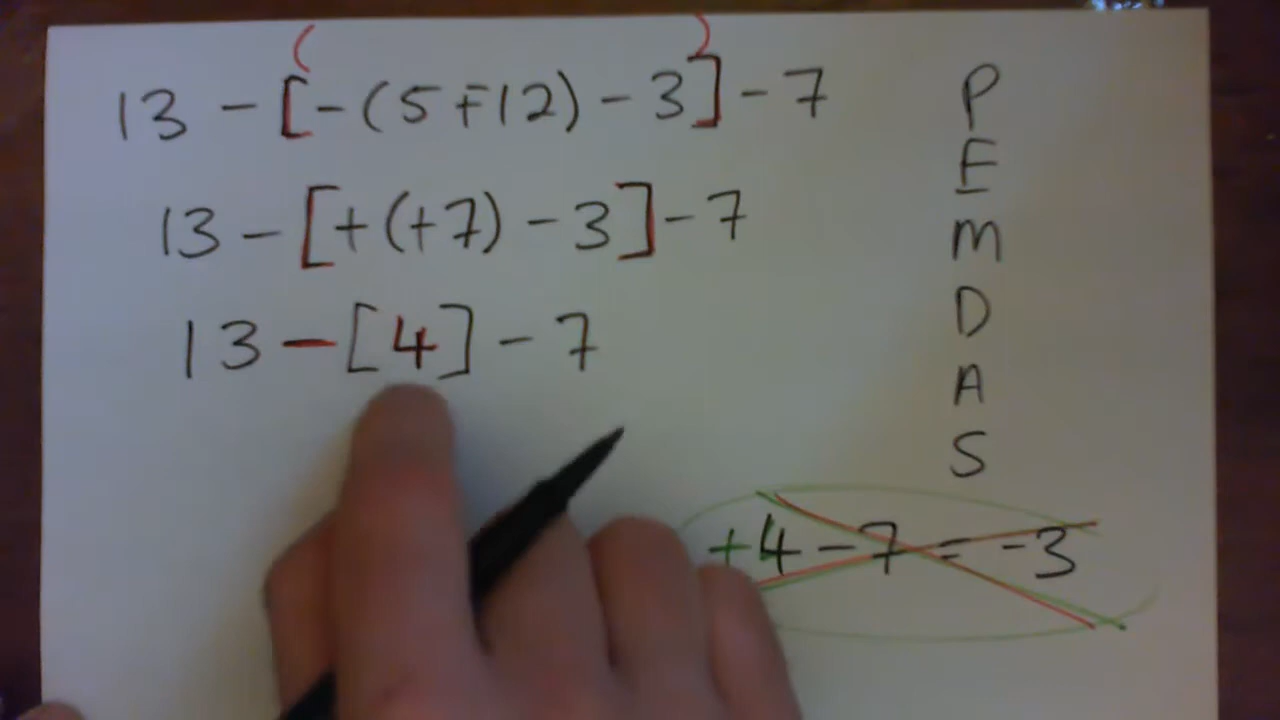 13 - [-(5+-12) - 3] - 7
13 - [+(+7) - 3] - 7
13 - [4] - 7
P
E
M
D
A
S
+4 - 7 = -3